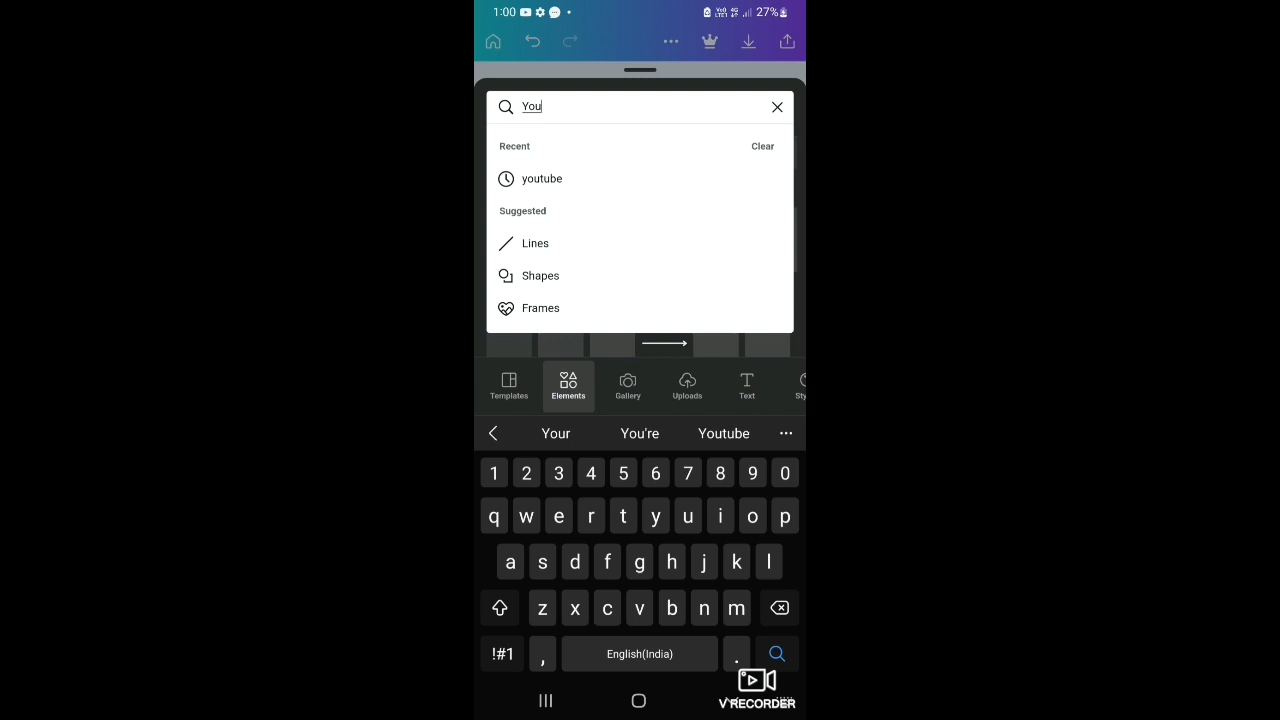 1:00 27%
You
Recent Clear
youtube
Suggested
Lines
Shapes
Frames
Templates Elements Gallery Uploads Text Sty
Your You're Youtube
1 2 3 4 5 6 7 8 9 0
q w e r t y u i o p
a s d f g h j k l
z x c v b n m
!#1 , English(India) .
V RECORDER